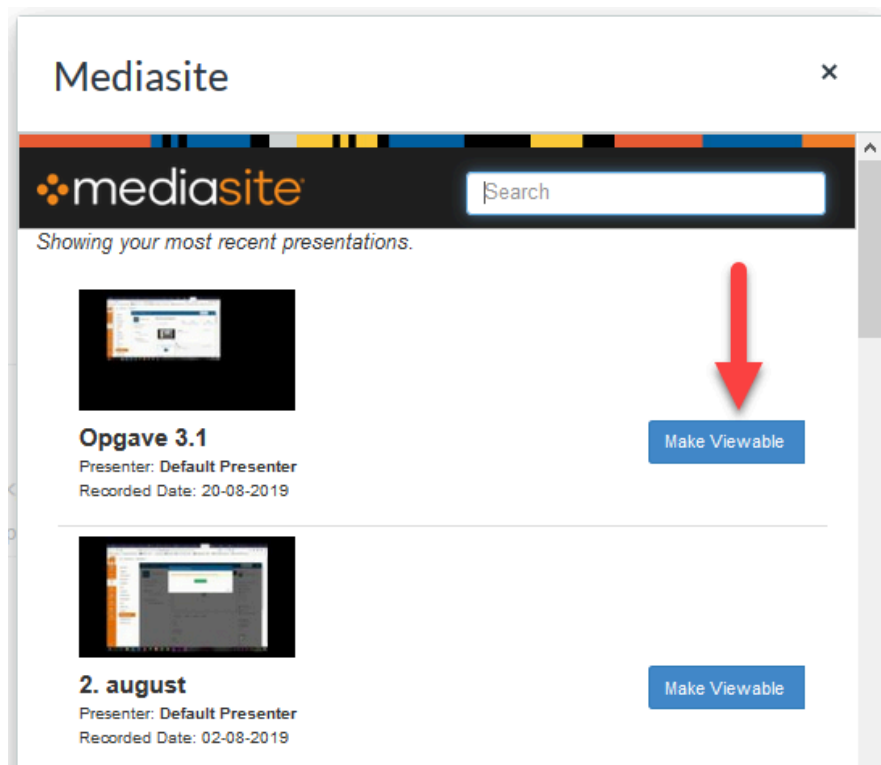 Mediasite
×
mediasite
Search
Showing your most recent presentations.
Opgave 3.1
Presenter: Default Presenter
Recorded Date: 20-08-2019
Make Viewable
2. august
Presenter: Default Presenter
Recorded Date: 02-08-2019
Make Viewable